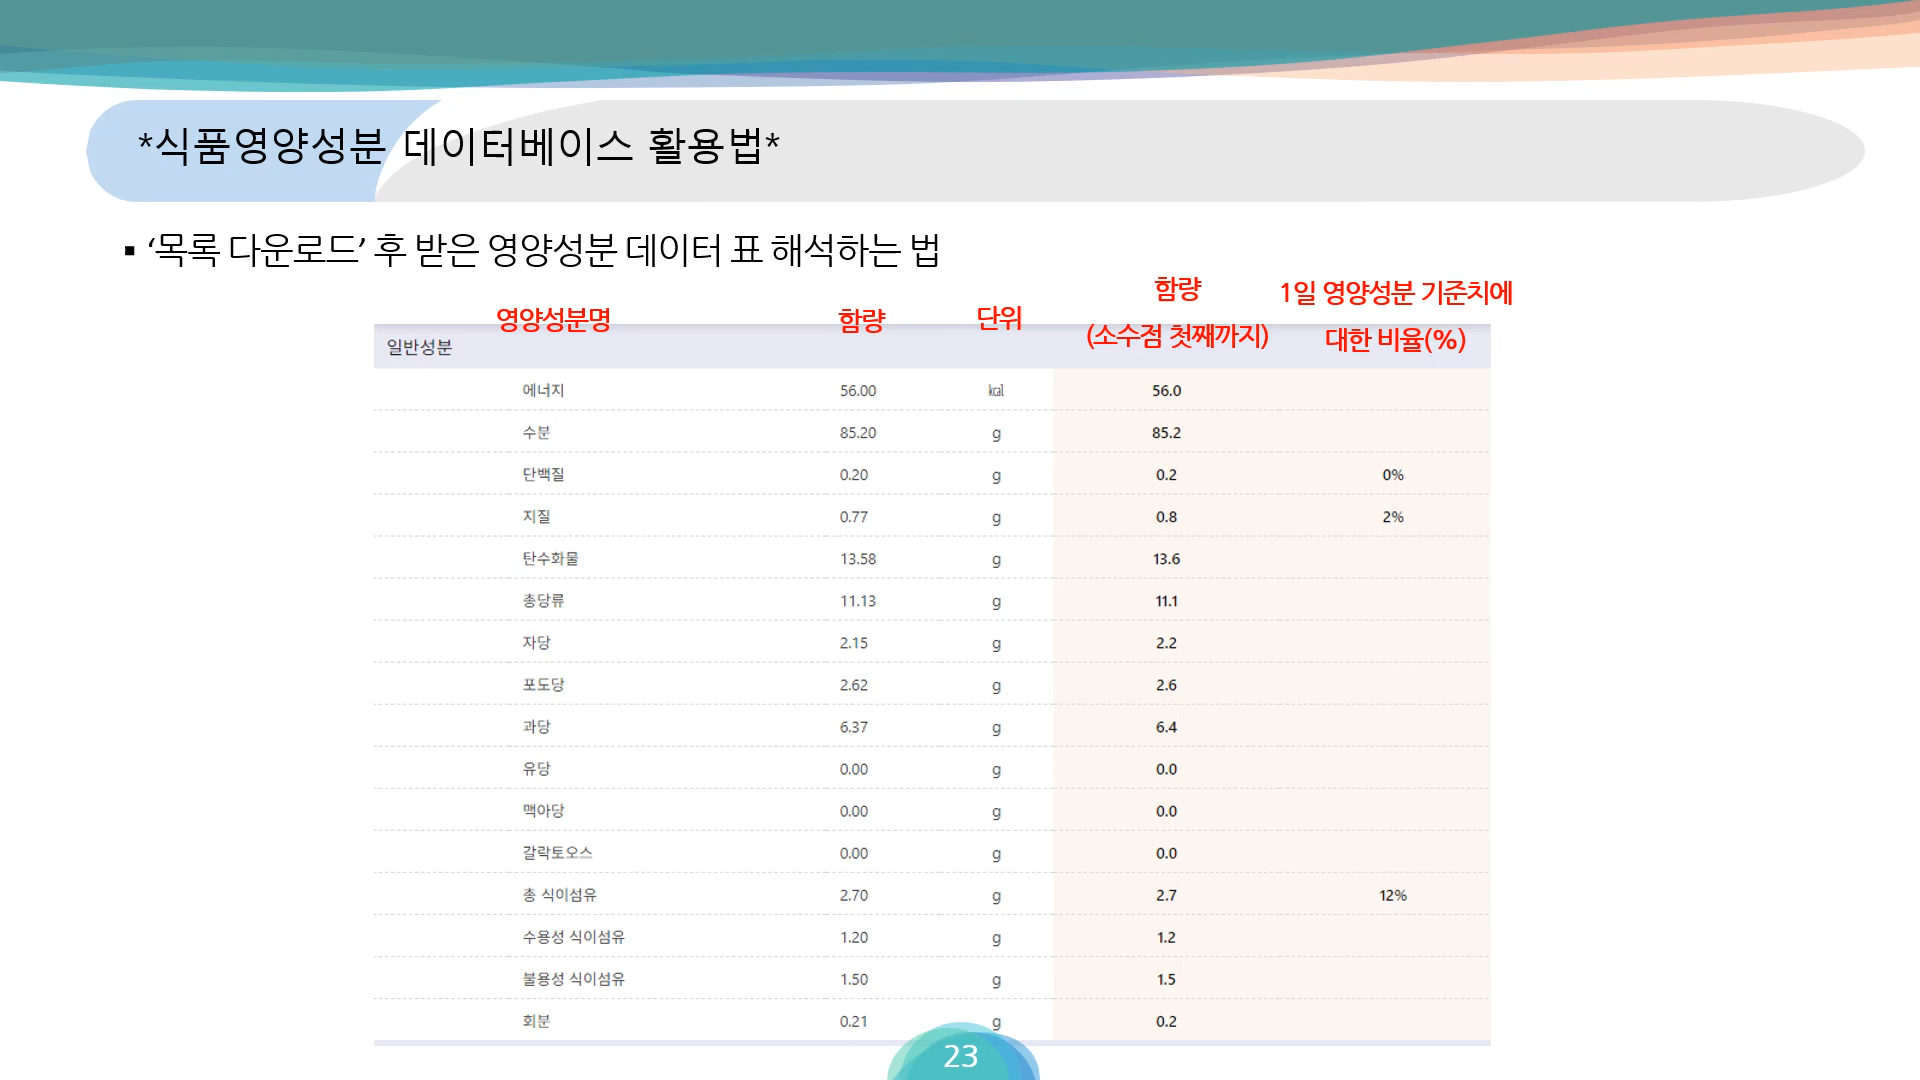 *식품영양성분 데이터베이스 활용법*
▪ ‘목록 다운로드’ 후 받은 영양성분 데이터 표 해석하는 법
영양성분명 함량 단위 함량 (소수점 첫째까지) 1일 영양성분 기준치에 대한 비율(%)
일반성분
에너지 56.00 ㎉ 56.0
수분 85.20 g 85.2
단백질 0.20 g 0.2 0%
지질 0.77 g 0.8 2%
탄수화물 13.58 g 13.6
총당류 11.13 g 11.1
자당 2.15 g 2.2
포도당 2.62 g 2.6
과당 6.37 g 6.4
유당 0.00 g 0.0
맥아당 0.00 g 0.0
갈락토오스 0.00 g 0.0
총 식이섬유 2.70 g 2.7 12%
수용성 식이섬유 1.20 g 1.2
불용성 식이섬유 1.50 g 1.5
회분 0.21 g 0.2
23